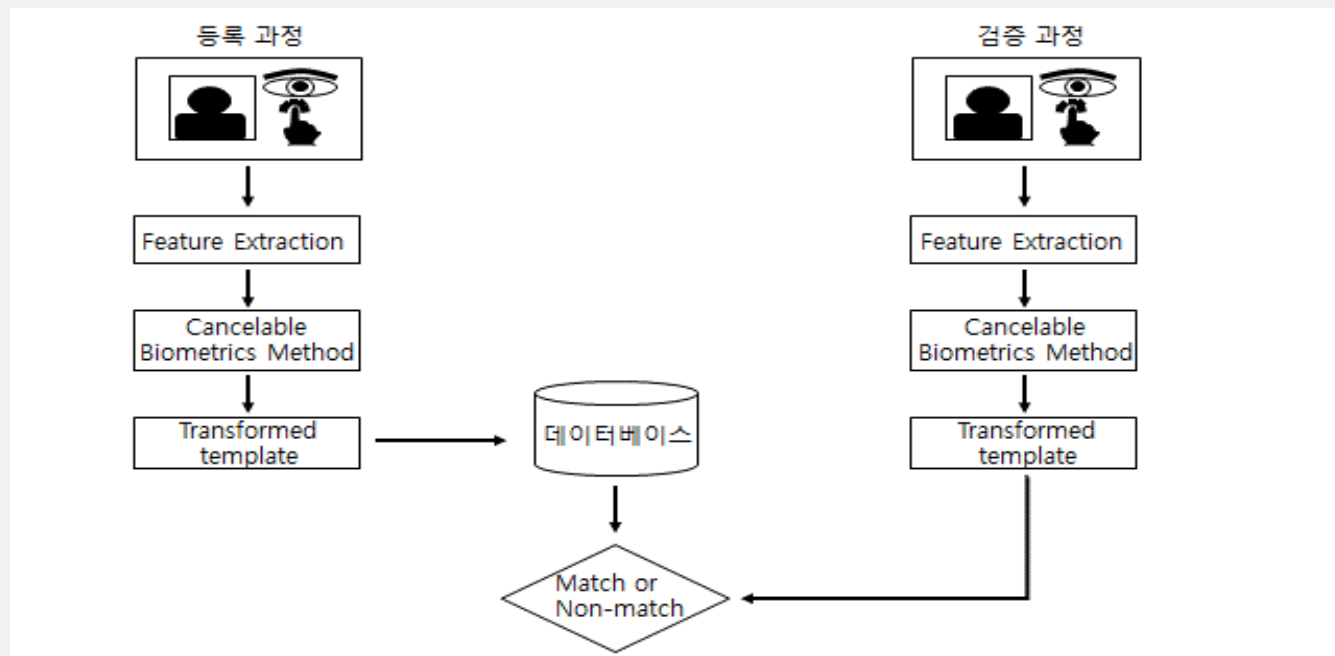 등록 과정
Feature Extraction
Cancelable
Biometrics Method
Transformed
template
데이터베이스
Match or
Non-match
검증 과정
Feature Extraction
Cancelable
Biometrics Method
Transformed
template